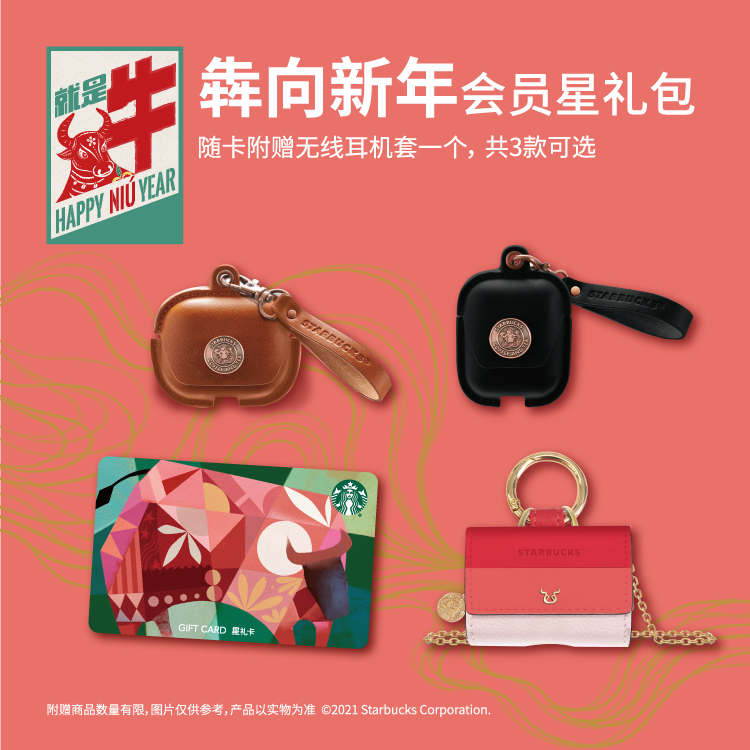 就是牛
HAPPY NIU YEAR
犇向新年会员星礼包
随卡附赠无线耳机套一个，共3款可选
STARBUCKS
STARBUCKS
GIFT CARD 星礼卡
STARBUCKS
附赠商品数量有限，图片仅供参考，产品以实物为准 ©2021 Starbucks Corporation.